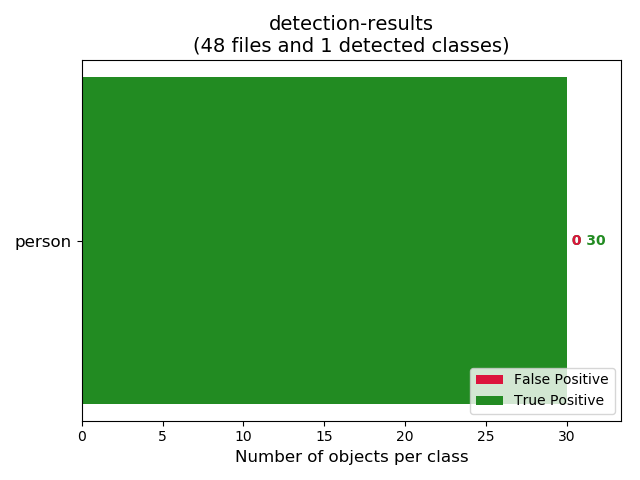 detection-results
(48 files and 1 detected classes)
person
0 30
False Positive
True Positive
0 5 10 15 20 25 30
Number of objects per class